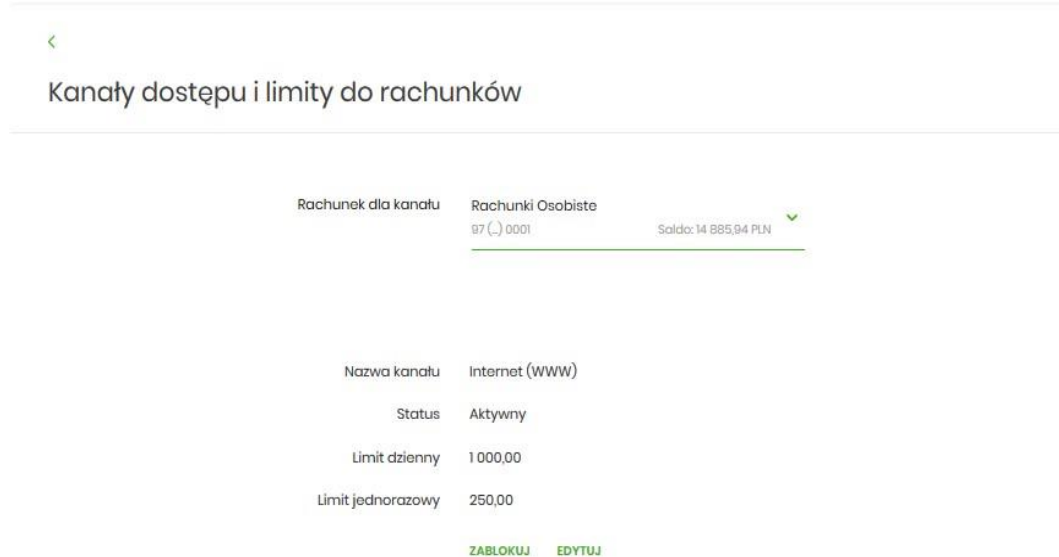 Kanały dostępu i limity do rachunków
Rachunek dla kanału Rachunki Osobiste
97 (...) 0001 Saldo: 14 885,94 PLN
Nazwa kanału Internet (WWW)
Status Aktywny
Limit dzienny 1 000,00
Limit jednorazowy 250,00
ZABLOKUJ EDYTUJ